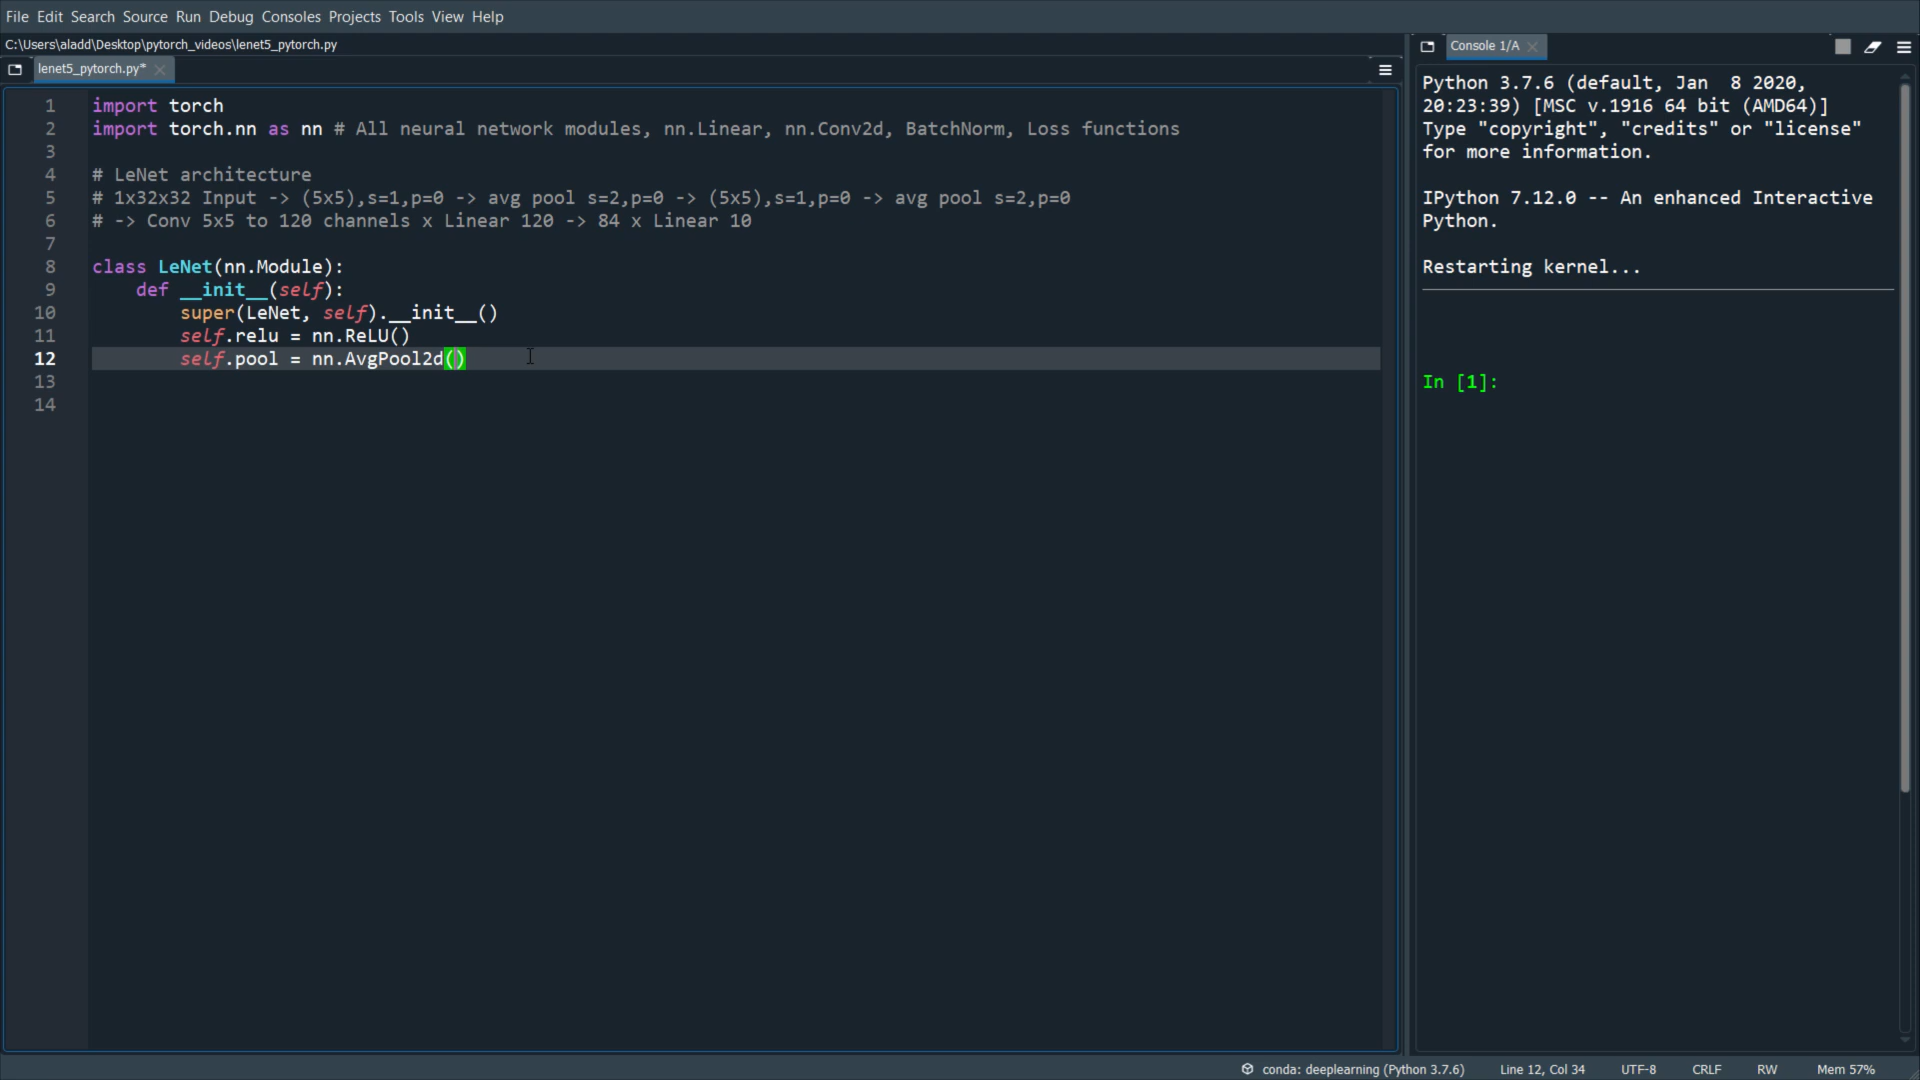 File Edit Search Source Run Debug Consoles Projects Tools View Help
C:\Users\aladd\Desktop\pytorch_videos\lenet5_pytorch.py
lenet5_pytorch.py*
1 import torch
2 import torch.nn as nn # All neural network modules, nn.Linear, nn.Conv2d, BatchNorm, Loss functions
3
4 # LeNet architecture
5 # 1x32x32 Input -> (5x5),s=1,p=0 -> avg pool s=2,p=0 -> (5x5),s=1,p=0 -> avg pool s=2,p=0
6 # -> Conv 5x5 to 120 channels x Linear 120 -> 84 x Linear 10
7
8 class LeNet(nn.Module):
9     def __init__(self):
10         super(LeNet, self).__init__()
11         self.relu = nn.ReLU()
12         self.pool = nn.AvgPool2d()
13
14
Console 1/A
Python 3.7.6 (default, Jan  8 2020,
20:23:39) [MSC v.1916 64 bit (AMD64)]
Type "copyright", "credits" or "license"
for more information.
IPython 7.12.0 -- An enhanced Interactive
Python.
Restarting kernel...
In [1]:
conda: deeplearning (Python 3.7.6) Line 12, Col 34 UTF-8 CRLF RW Mem 57%